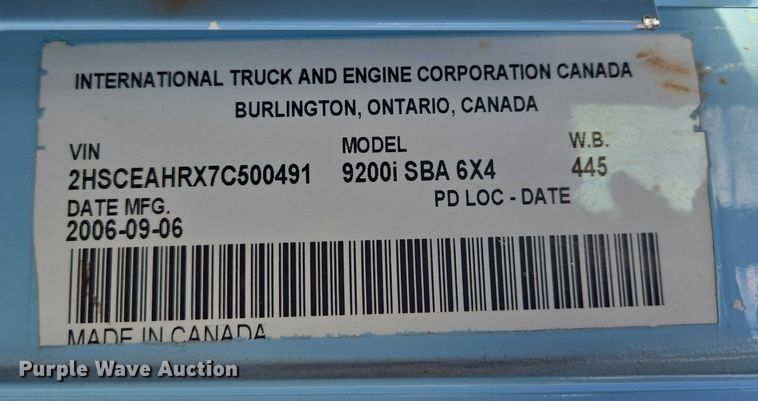 INTERNATIONAL TRUCK AND ENGINE CORPORATION CANADA
BURLINGTON, ONTARIO, CANADA
VIN MODEL W.B.
2HSCEAHRX7C500491 9200i SBA 6X4 445
DATE MFG. PD LOC - DATE
2006-09-06
MADE IN CANADA
Purple Wave Auction